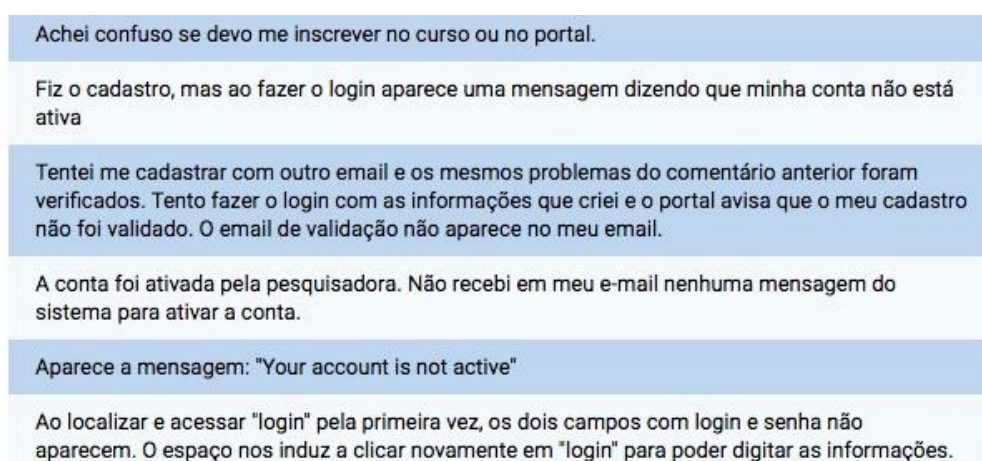 Achei confuso se devo me inscrever no curso ou no portal.
Fiz o cadastro, mas ao fazer o login aparece uma mensagem dizendo que minha conta não está
ativa
Tentei me cadastrar com outro email e os mesmos problemas do comentário anterior foram
verificados. Tento fazer o login com as informações que criei e o portal avisa que o meu cadastro
não foi validado. O email de validação não aparece no meu email.
A conta foi ativada pela pesquisadora. Não recebi em meu e-mail nenhuma mensagem do
sistema para ativar a conta.
Aparece a mensagem: "Your account is not active"
Ao localizar e acessar "login" pela primeira vez, os dois campos com login e senha não
aparecem. O espaço nos induz a clicar novamente em "login" para poder digitar as informações.